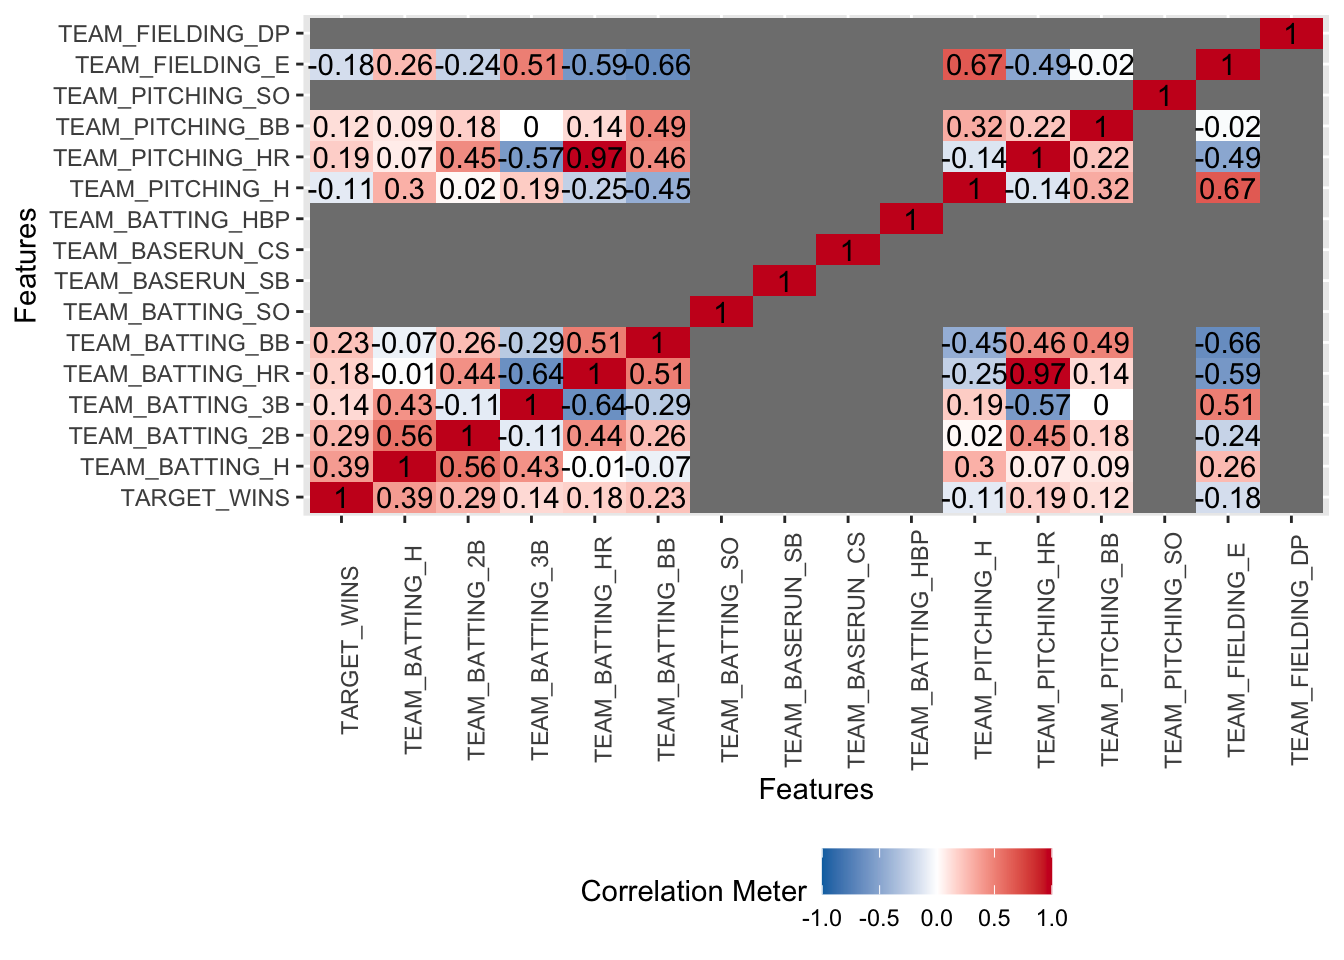 TEAM_FIELDING_DP 1
TEAM_FIELDING_E -0.18 0.26 -0.24 0.51 -0.59 -0.66 0.67 -0.49 -0.02 1
TEAM_PITCHING_SO 1
TEAM_PITCHING_BB 0.12 0.09 0.18 0 0.14 0.49 0.32 0.22 1 -0.02
TEAM_PITCHING_HR 0.19 0.07 0.45 -0.57 0.97 0.46 -0.14 1 0.22 -0.49
TEAM_PITCHING_H -0.11 0.3 0.02 0.19 -0.25 -0.45 1 -0.14 0.32 0.67
TEAM_BATTING_HBP 1
TEAM_BASERUN_CS 1
TEAM_BASERUN_SB 1
TEAM_BATTING_SO 1
TEAM_BATTING_BB 0.23 -0.07 0.26 -0.29 0.51 1 -0.45 0.46 0.49 -0.66
TEAM_BATTING_HR 0.18 -0.01 0.44 -0.64 1 0.51 -0.25 0.97 0.14 -0.59
TEAM_BATTING_3B 0.14 0.43 -0.11 1 -0.64 -0.29 0.19 -0.57 0 0.51
TEAM_BATTING_2B 0.29 0.56 1 -0.11 0.44 0.26 0.02 0.45 0.18 -0.24
TEAM_BATTING_H 0.39 1 0.56 0.43 -0.01 -0.07 0.3 0.07 0.09 0.26
TARGET_WINS 1 0.39 0.29 0.14 0.18 0.23 -0.11 0.19 0.12 -0.18
Features
TARGET_WINS
TEAM_BATTING_H
TEAM_BATTING_2B
TEAM_BATTING_3B
TEAM_BATTING_HR
TEAM_BATTING_BB
TEAM_BATTING_SO
TEAM_BASERUN_SB
TEAM_BASERUN_CS
TEAM_BATTING_HBP
TEAM_PITCHING_H
TEAM_PITCHING_HR
TEAM_PITCHING_BB
TEAM_PITCHING_SO
TEAM_FIELDING_E
TEAM_FIELDING_DP
Features
Correlation Meter
-1.0 -0.5 0.0 0.5 1.0